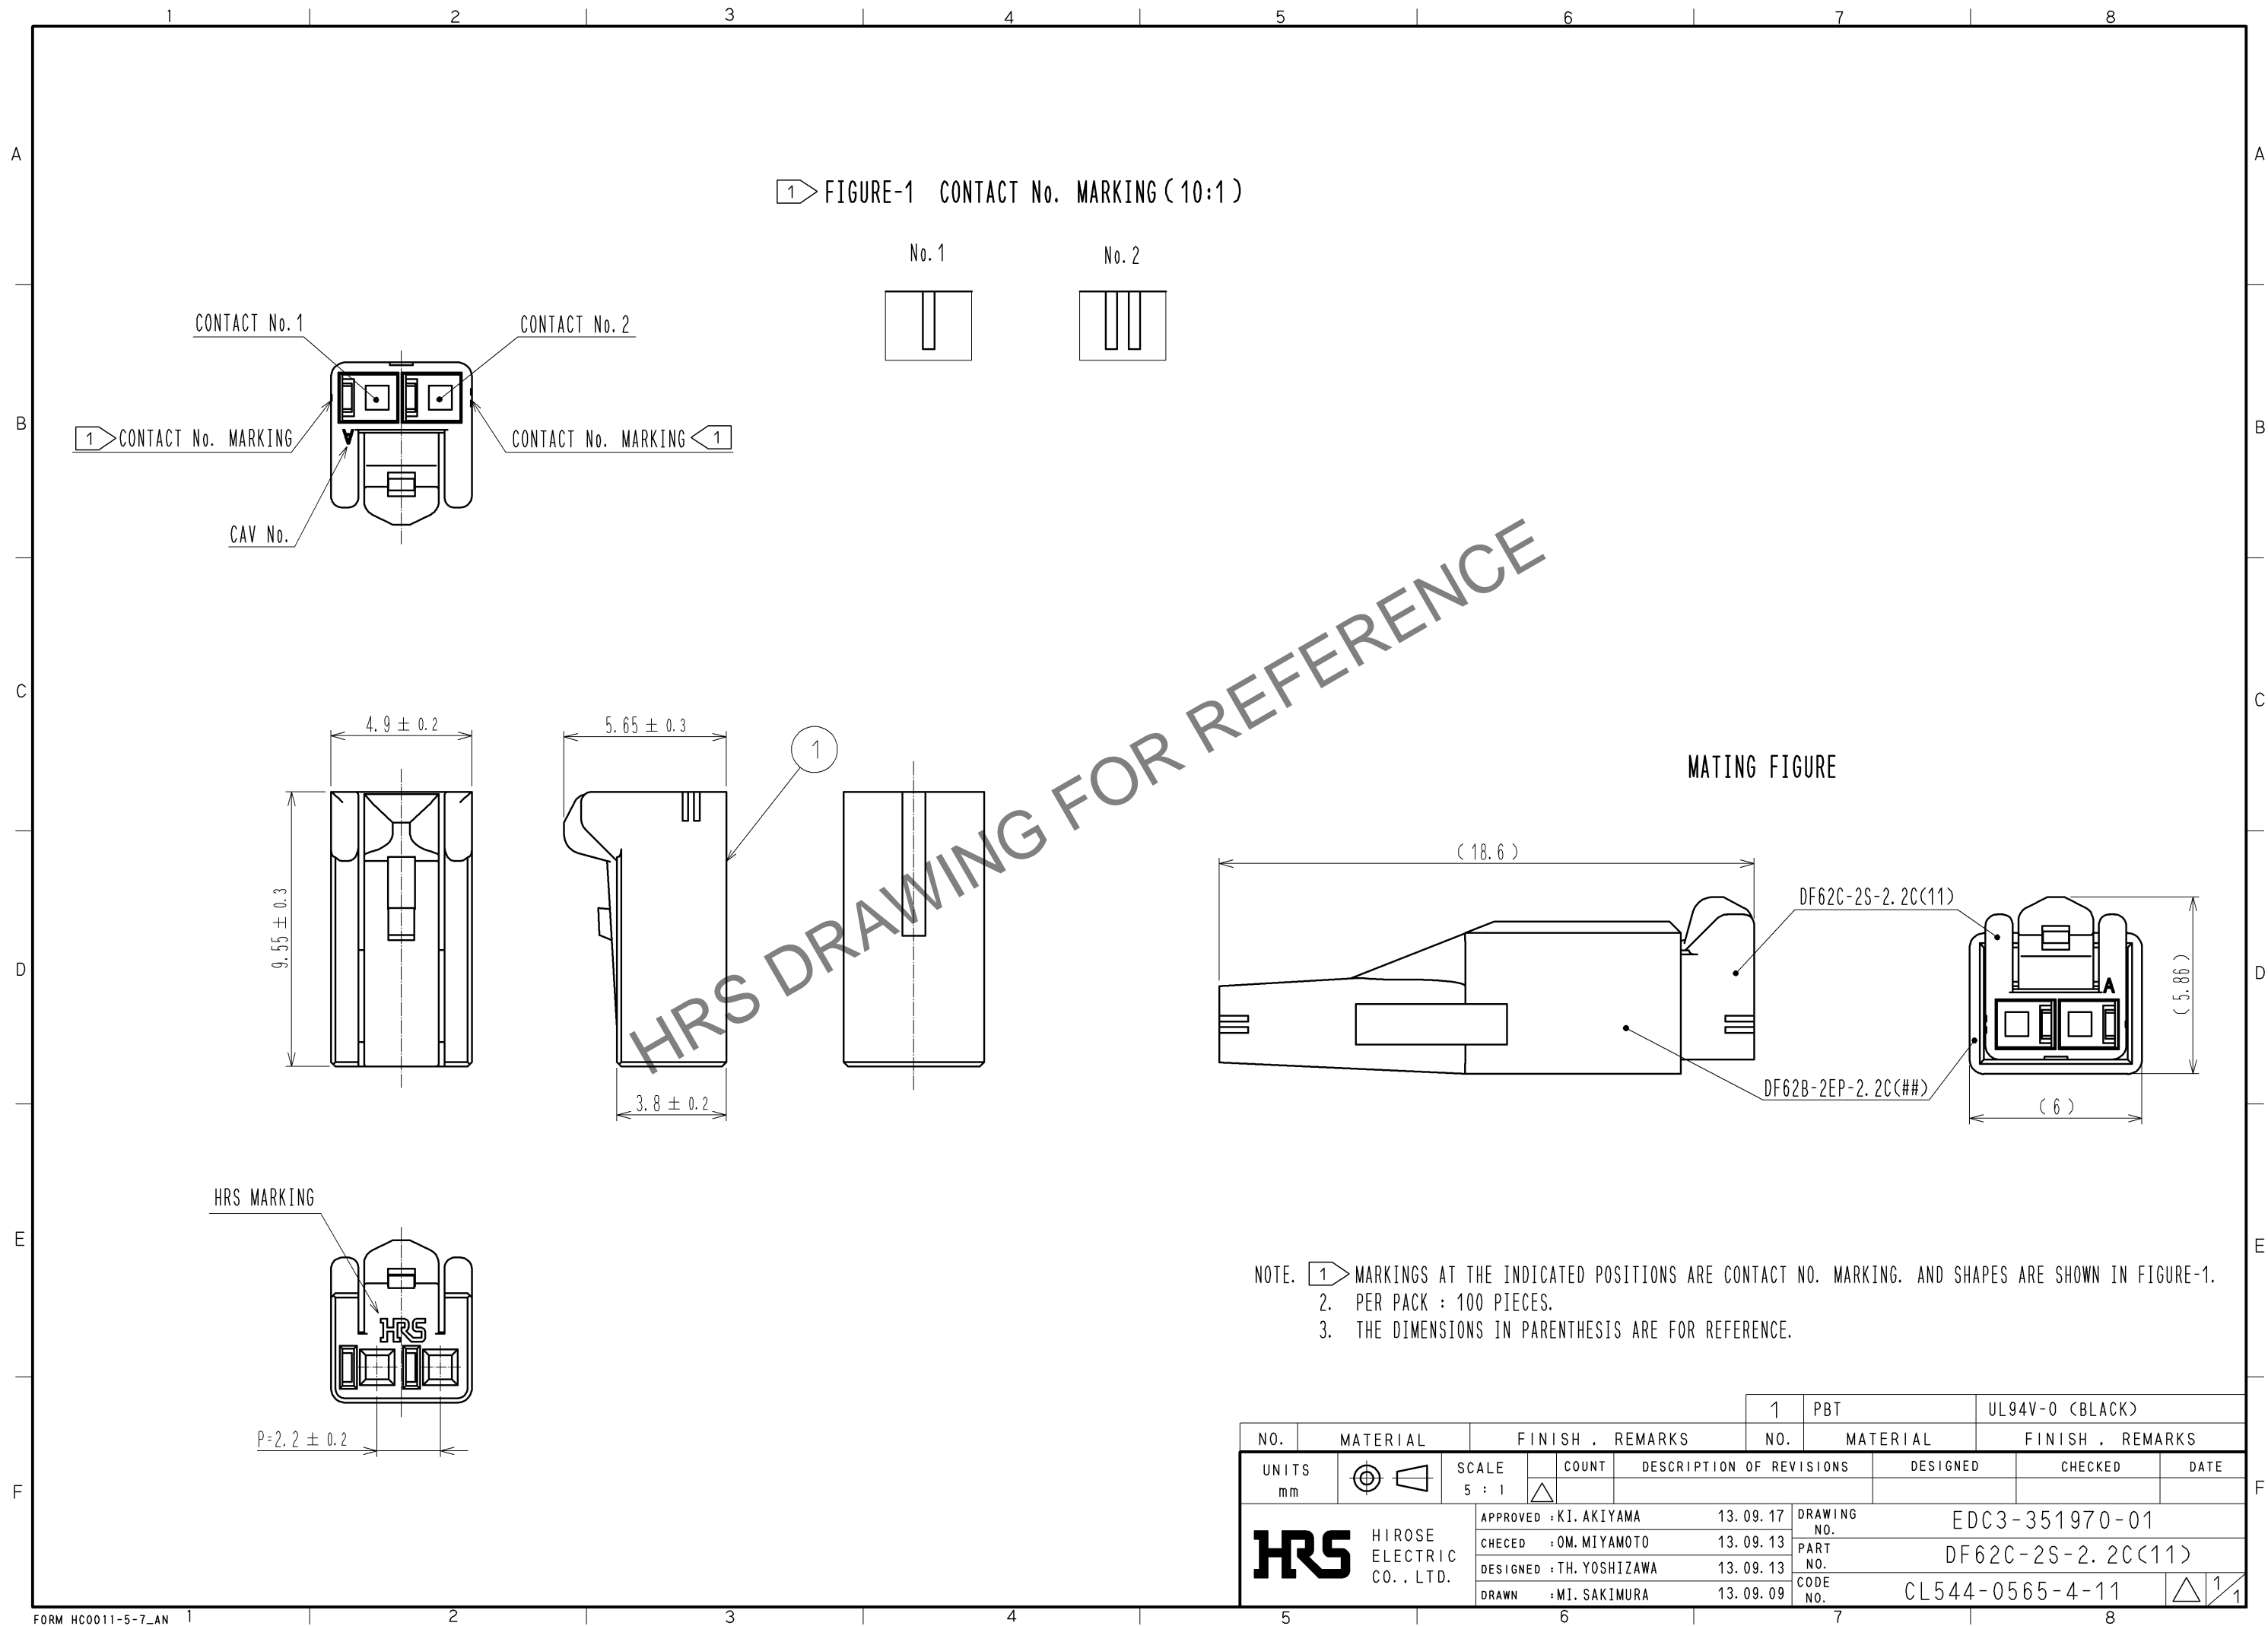 1 2 3 4 5 6 7 8
A A
1 FIGURE-1 CONTACT No. MARKING(10:1)
No.1 No.2
CONTACT No.1 CONTACT No.2
B B
1 CONTACT No. MARKING CONTACT No. MARKING 1
A
CAV No.
HRS DRAWING FOR REFERENCE
C C
4.9±0.2 5.65±0.3 1
MATING FIGURE
9.55±0.3
(18.6)
DF62C-2S-2.2C(11)
D D
(5.86)
A
DF62B-2EP-2.2C(##)
3.8±0.2
(6)
HRS MARKING
E E
HRS
P=2.2±0.2
NOTE. 1 MARKINGS AT THE INDICATED POSITIONS ARE CONTACT NO. MARKING. AND SHAPES ARE SHOWN IN FIGURE-1.
2. PER PACK : 100 PIECES.
3. THE DIMENSIONS IN PARENTHESIS ARE FOR REFERENCE.
1 PBT UL94V-0 (BLACK)
NO. MATERIAL FINISH , REMARKS NO. MATERIAL FINISH , REMARKS
UNITS mm SCALE 5 : 1 COUNT DESCRIPTION OF REVISIONS DESIGNED CHECKED DATE
F F
HRS HIROSE ELECTRIC CO., LTD.
APPROVED :KI.AKIYAMA 13.09.17
CHECED :OM.MIYAMOTO 13.09.13
DESIGNED :TH.YOSHIZAWA 13.09.13
DRAWN :MI.SAKIMURA 13.09.09
DRAWING NO. EDC3-351970-01
PART NO. DF62C-2S-2.2C(11)
CODE NO. CL544-0565-4-11 1/1
FORM HC0011-5-7_AN 1 2 3 4 5 6 7 8